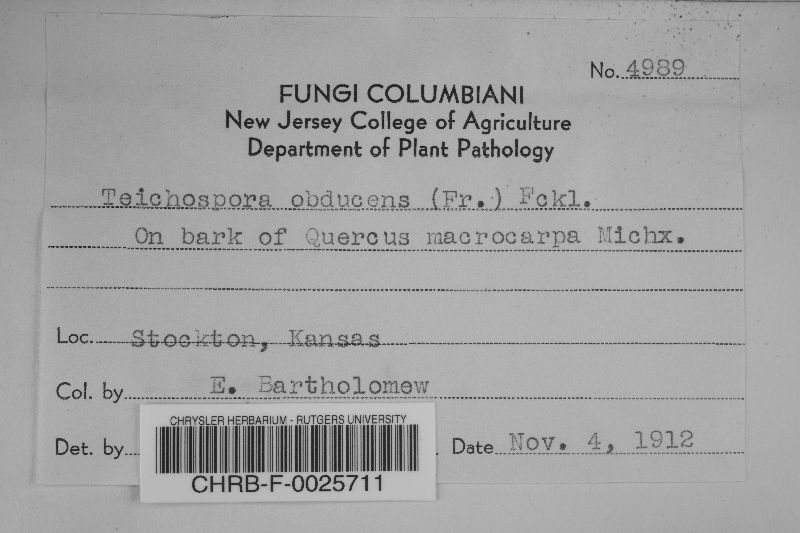 No. 4989
FUNGI COLUMBIANI
New Jersey College of Agriculture
Department of Plant Pathology
Teichospora obducens (Fr.) Fckl.
On bark of Quercus macrocarpa Michx.
Loc. Stockton, Kansas
Col. by E. Bartholomew
Det. by
Date Nov. 4, 1912
CHRYSLER HERBARIUM - RUTGERS UNIVERSITY
CHRB-F-0025711